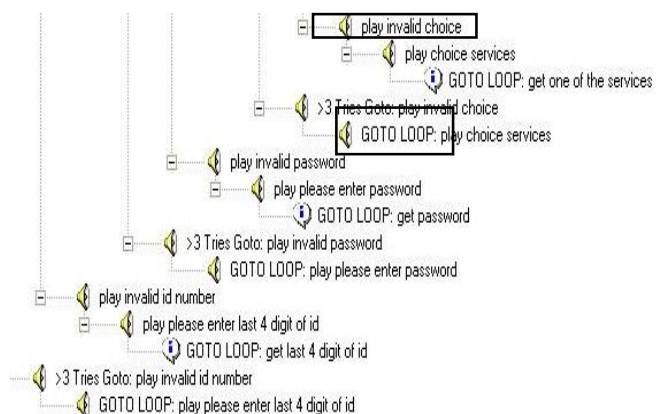 play invalid choice
play choice services
GOTO LOOP: get one of the services
>3 Tries Goto: play invalid choice
GOTO LOOP: play choice services
play invalid password
play please enter password
GOTO LOOP: get password
>3 Tries Goto: play invalid password
GOTO LOOP: play please enter password
play invalid id number
play please enter last 4 digit of id
GOTO LOOP: get last 4 digit of id
>3 Tries Goto: play invalid id number
GOTO LOOP: play please enter last 4 digit of id